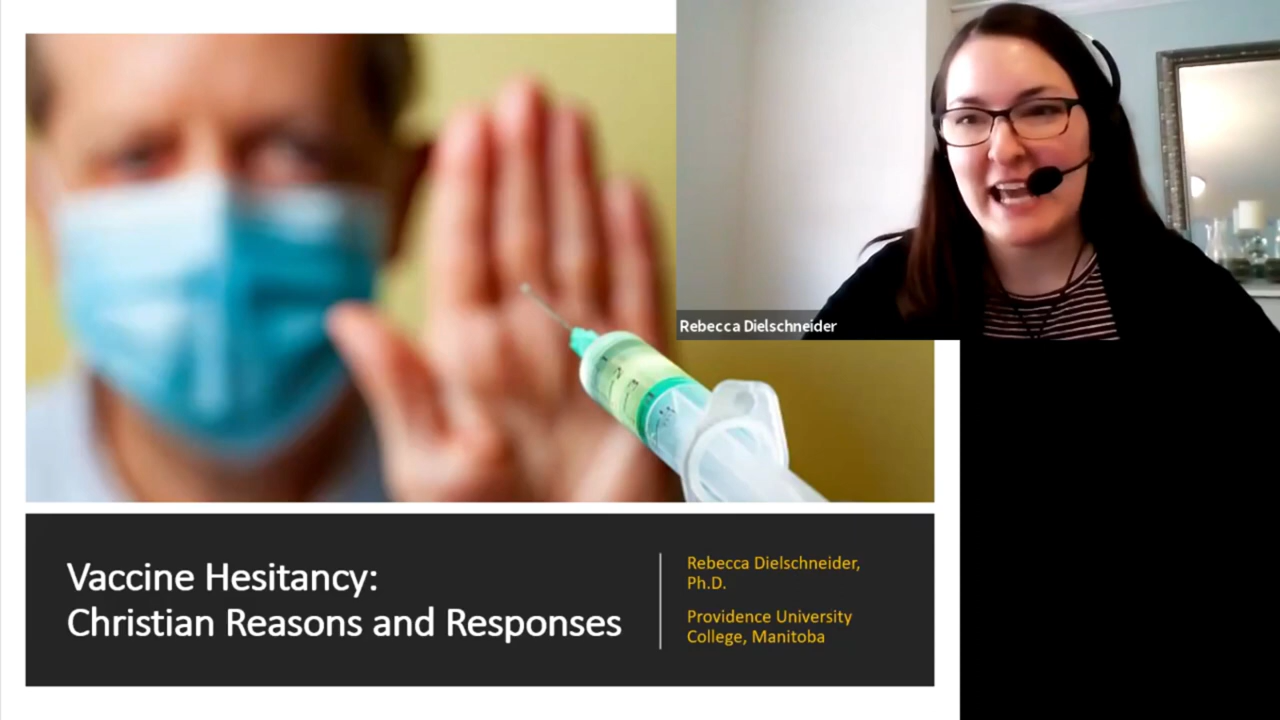 Rebecca Dielschneider
Vaccine Hesitancy:
Christian Reasons and Responses
Rebecca Dielschneider,
Ph.D.
Providence University
College, Manitoba